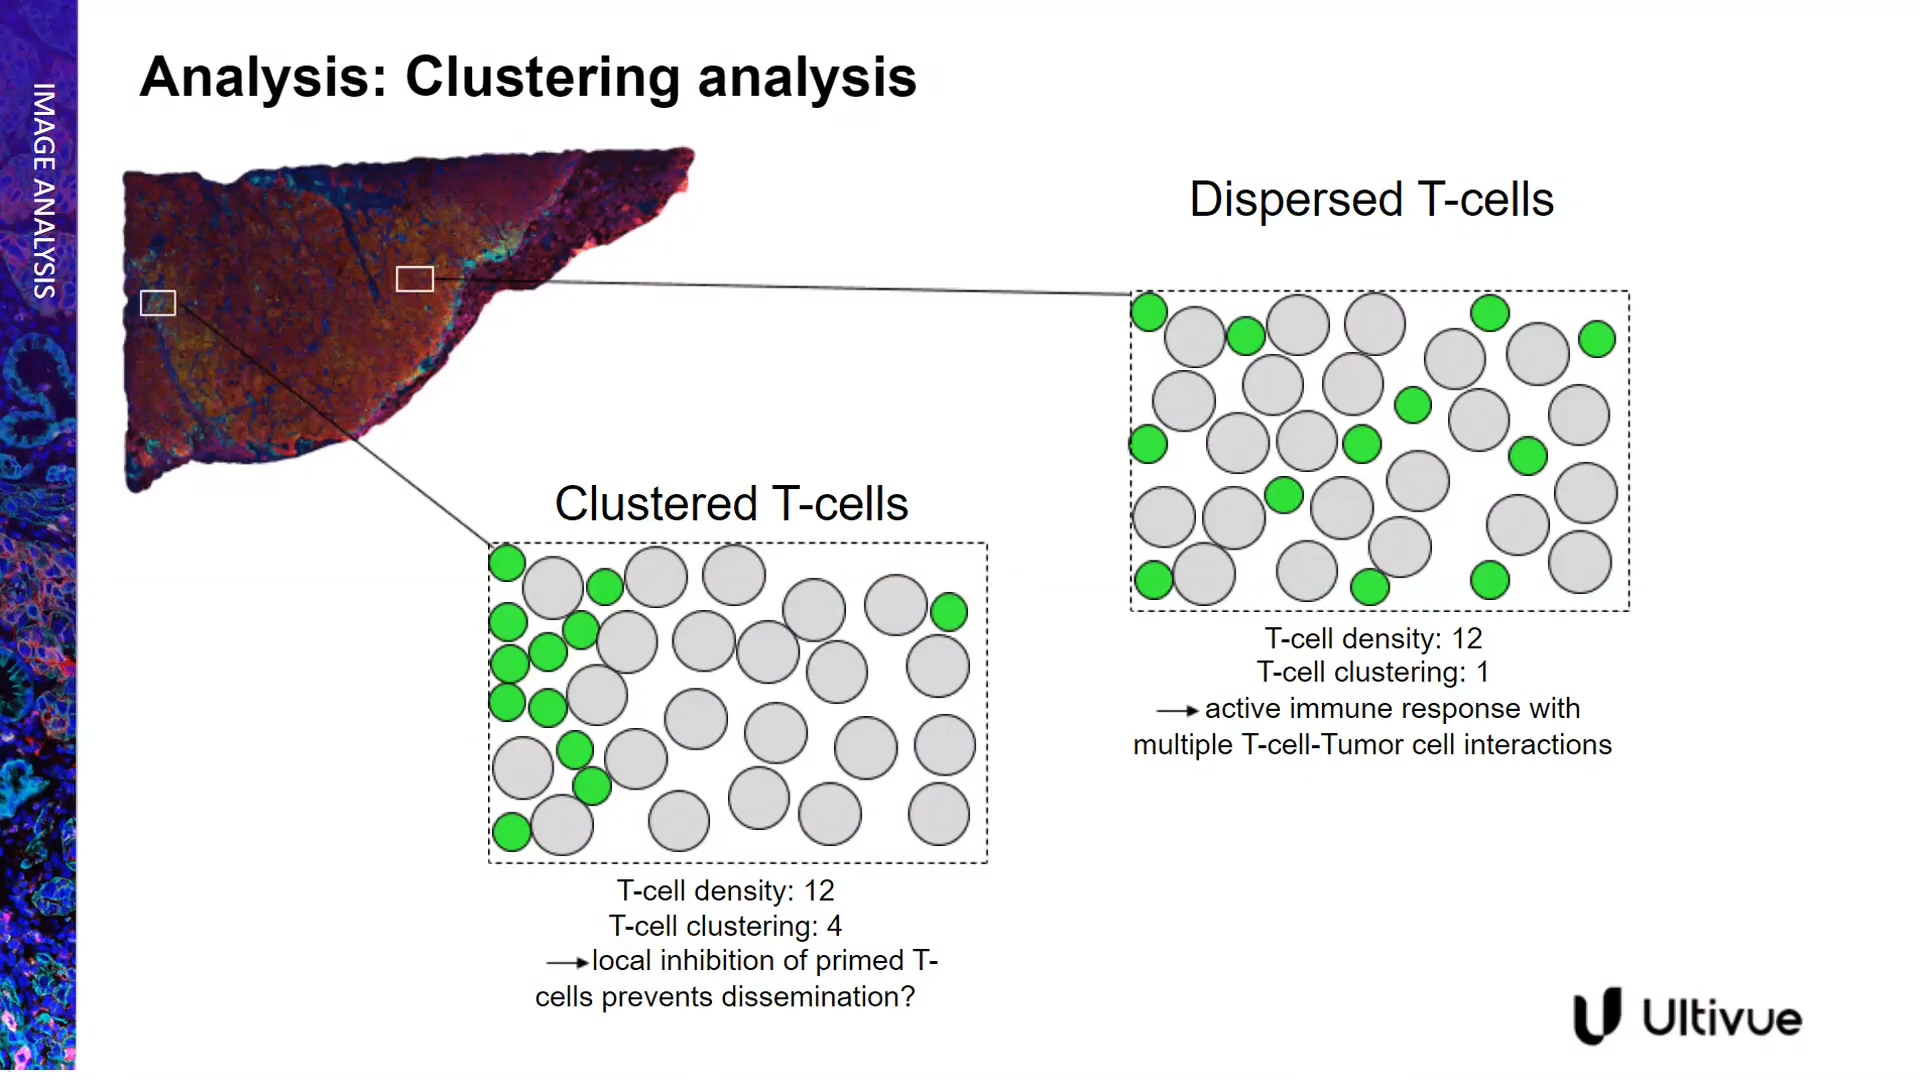 IMAGE ANALYSIS
Analysis: Clustering analysis
Dispersed T-cells
T-cell density: 12
T-cell clustering: 1
active immune response with
multiple T-cell-Tumor cell interactions
Clustered T-cells
T-cell density: 12
T-cell clustering: 4
local inhibition of primed T-
cells prevents dissemination?
Ultivue